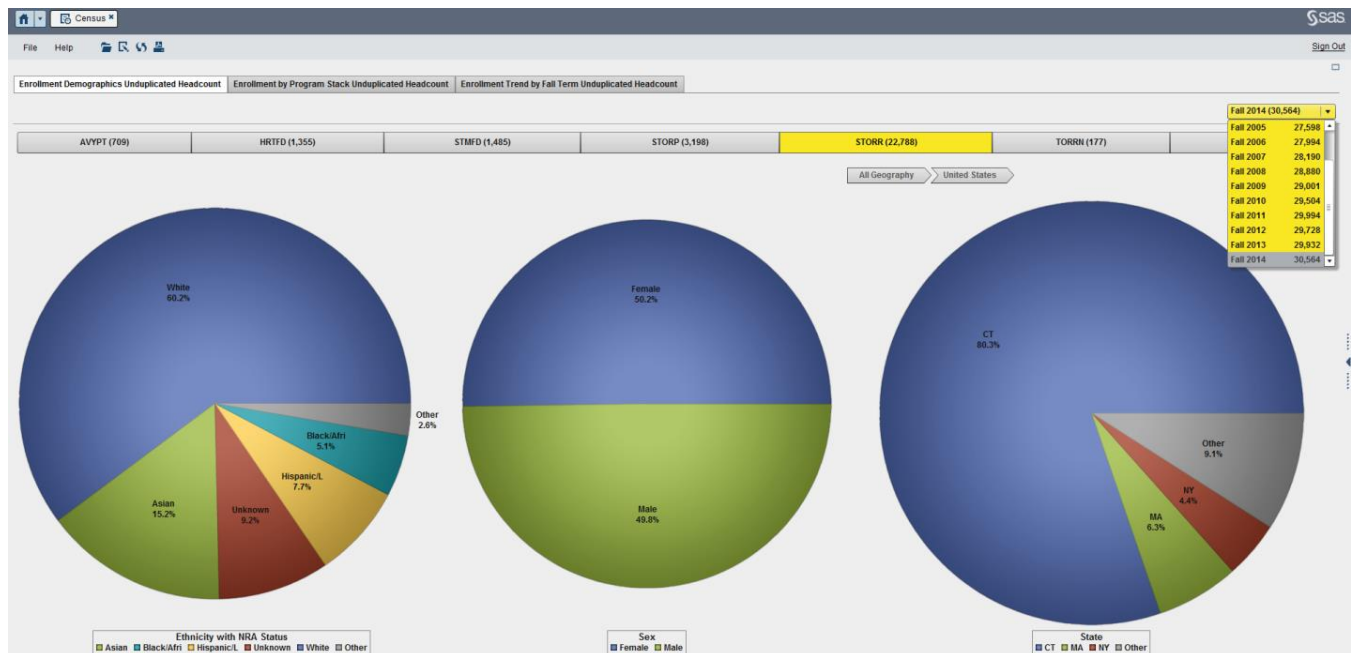 Census
sas
File Help
Sign Out
Enrollment Demographics Unduplicated Headcount
Enrollment by Program Stack Unduplicated Headcount
Enrollment Trend by Fall Term Unduplicated Headcount
Fall 2014 (30,564)
Fall 2005 27,598
Fall 2006 27,994
Fall 2007 28,190
Fall 2008 28,880
Fall 2009 29,001
Fall 2010 29,504
Fall 2011 29,994
Fall 2012 29,728
Fall 2013 29,932
Fall 2014 30,564
AVYPT (709)
HRTFD (1,355)
STMFD (1,485)
STORP (3,198)
STORR (22,788)
TORRN (177)
All Geography
United States
White
60.2%
Other
2.6%
Black/Afri
5.1%
Hispanic/L
7.7%
Unknown
9.2%
Asian
15.2%
Ethnicity with NRA Status
Asian Black/Afri Hispanic/L Unknown White Other
Female
50.2%
Male
49.8%
Sex
Female Male
CT
80.3%
Other
9.1%
NY
4.4%
MA
6.3%
State
CT MA NY Other